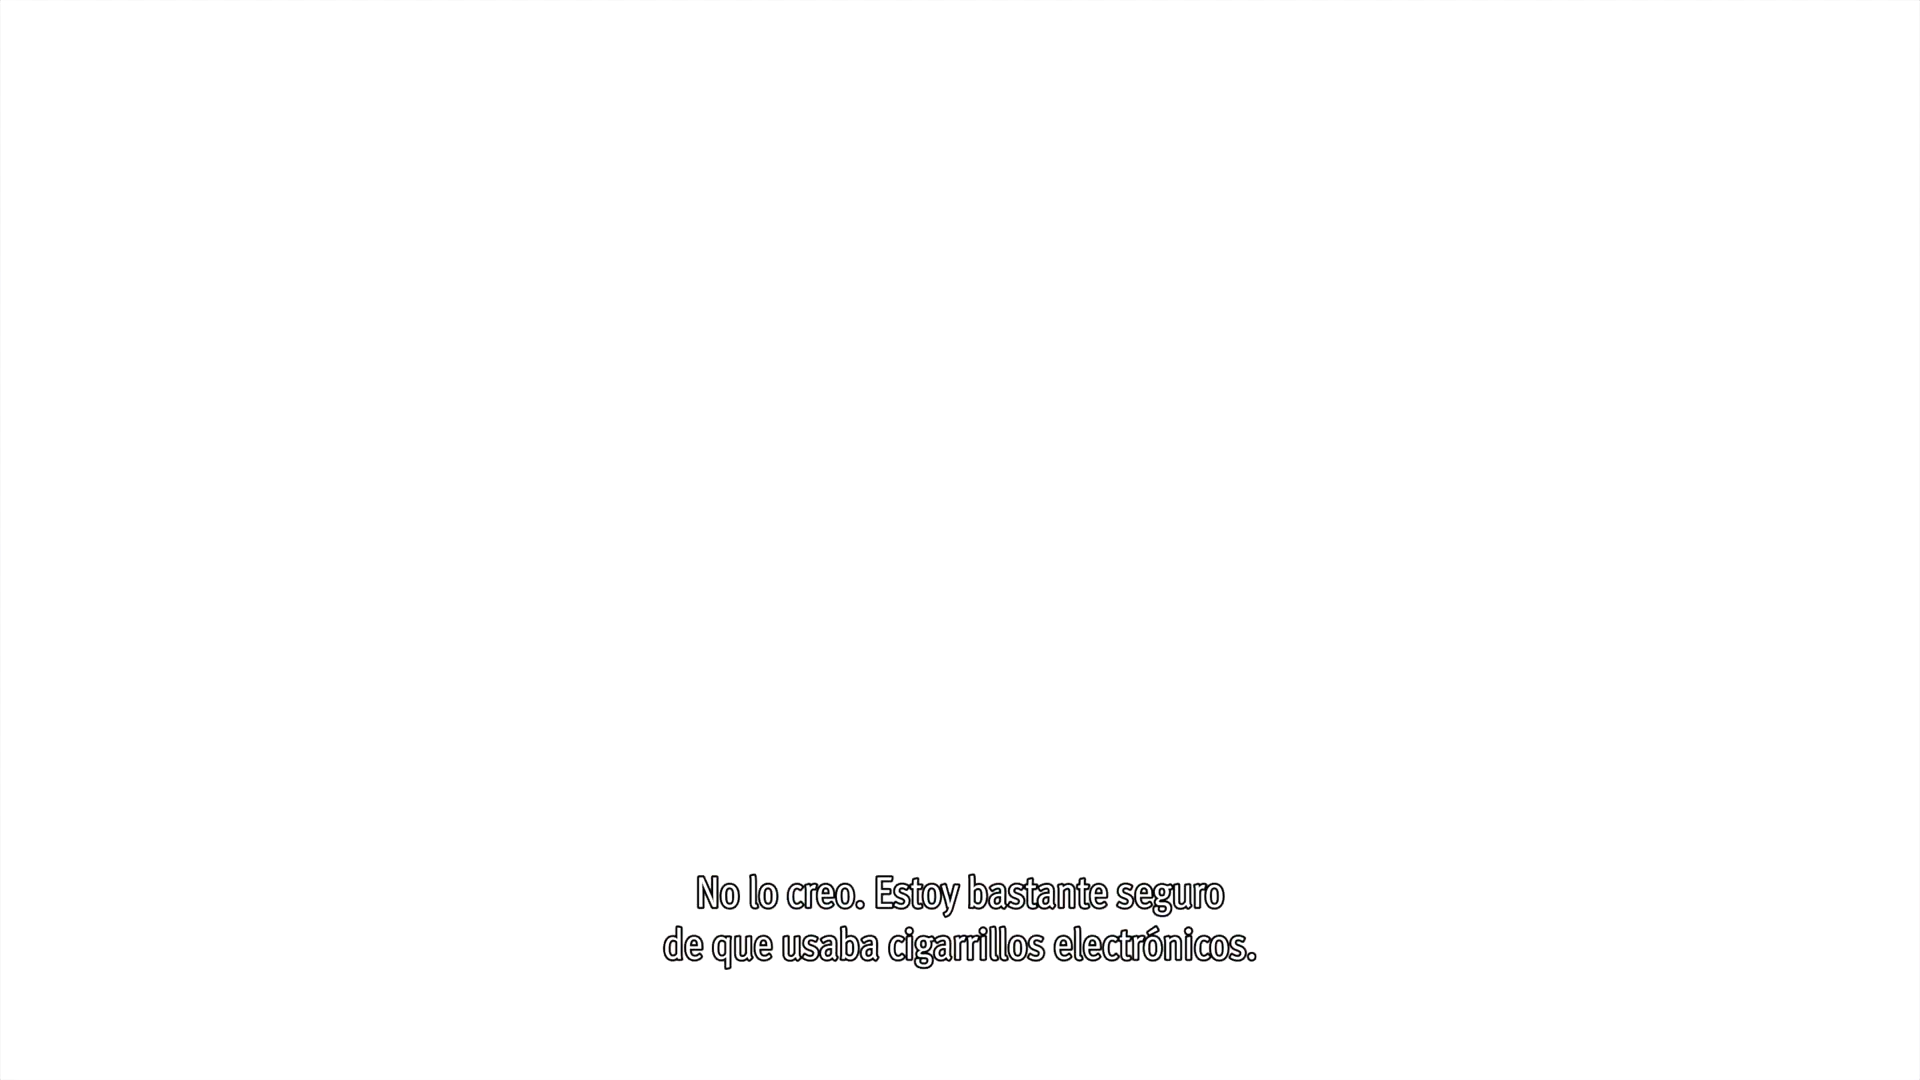 No lo creo. Estoy bastante seguro
de que usaba cigarrillos electrónicos.